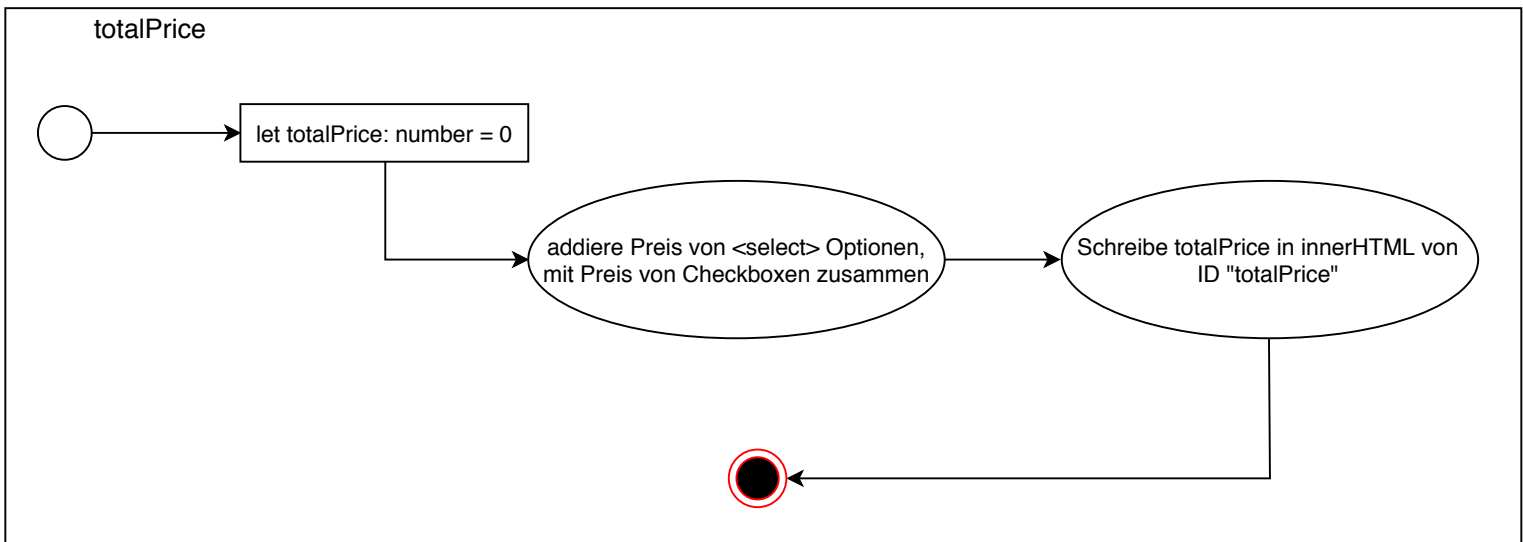 totalPrice
let totalPrice: number = 0
addiere Preis von <select> Optionen,
mit Preis von Checkboxen zusammen
Schreibe totalPrice in innerHTML von
ID "totalPrice"